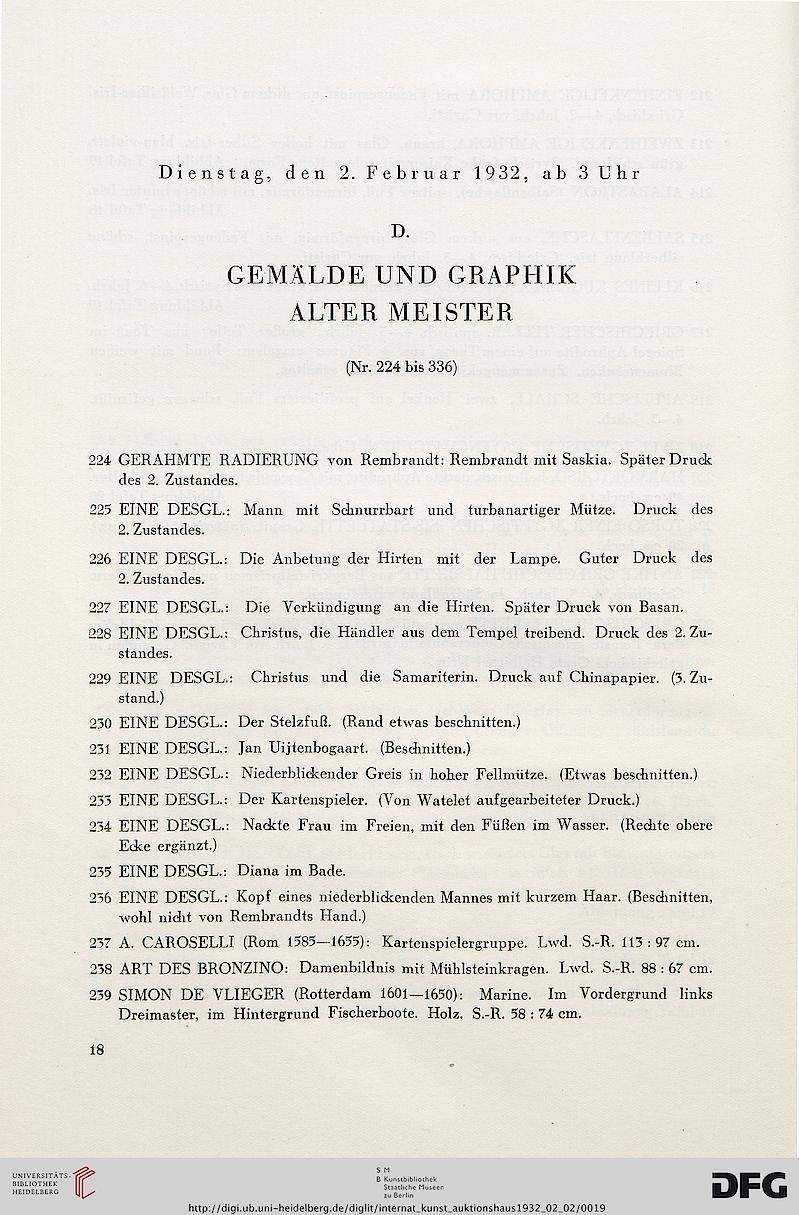 Dienstag, den 2. Februar 1932, ab 3 Uhr
D.
GEMÄLDE UND GRAPHIK
ALTER MEISTER
(Nr. 224 bis 336)
224 GERAHMTE RADIERUNG von Rembrandt: Rembrandt mit Saskia. Später Druck
des 2. Zustandes.
225 EINE DESGL.: Mann mit Schnurrbart und turbanartiger Mütze. Druck des
2. Zustandes.
226 EINE DESGL.: Die Anbetung der Hirten mit der Lampe. Guter Druck des
2. Zustandes.
227 EINE DESGL.: Die Verkündigung an die Hirten. Später Druck von Basan.
228 EINE DESGL.: Christus, die Händler aus dem Tempel treibend. Druck des 2. Zu-
standes.
229 EINE DESGL.: Christus und die Samariterin. Druck auf Chinapapier. (3. Zu-
stand.)
230 EINE DESGL.: Der Stelzfuß. (Rand etwas beschnitten.)
231 EINE DESGL.: Jan Uijtenbogaart. (Beschnitten.)
232 EINE DESGL.: Niederblickender Greis in hoher Fellmütze. (Etwas beschnitten.)
233 EINE DESGL.: Der Kartenspieler. (Von Watelet aufgearbeiteter Druck.)
234 EINE DESGL.: Nackte Frau im Freien, mit den Füßen im Wasser. (Rechte obere
Ecke ergänzt.)
235 EINE DESGL.: Diana im Bade.
236 EINE DESGL.: Kopf eines niederblickenden Mannes mit kurzem Haar. (Beschnitten,
wohl nicht von Rembrandts Hand.)
237 A. CAROSELLI (Rom 1585—1655): Kartenspielergruppe. Lwd. S.-R. 113 : 97 cm.
238 ART DES BRONZINO: Damenbildnis mit Mühlsteinkragen. Lwd. S.-R. 88 : 67 cm.
239 SIMON DE VLIEGER (Rotterdam 1601—1650): Marine. Im Vordergrund links
Dreimaster, im Hintergrund Fischerboote. Holz. S.-R. 58 : 74 cm.
18
UNIVERSITÄTS-
BIBLIOTHEK
HEIDELBERG
S M
B Kunstbibliothek
Staatliche Museen
zu Berlin
DFG
http://digi.ub.uni-heidelberg.de/diglit/internat_kunst_auktionshaus1932_02_02/0019